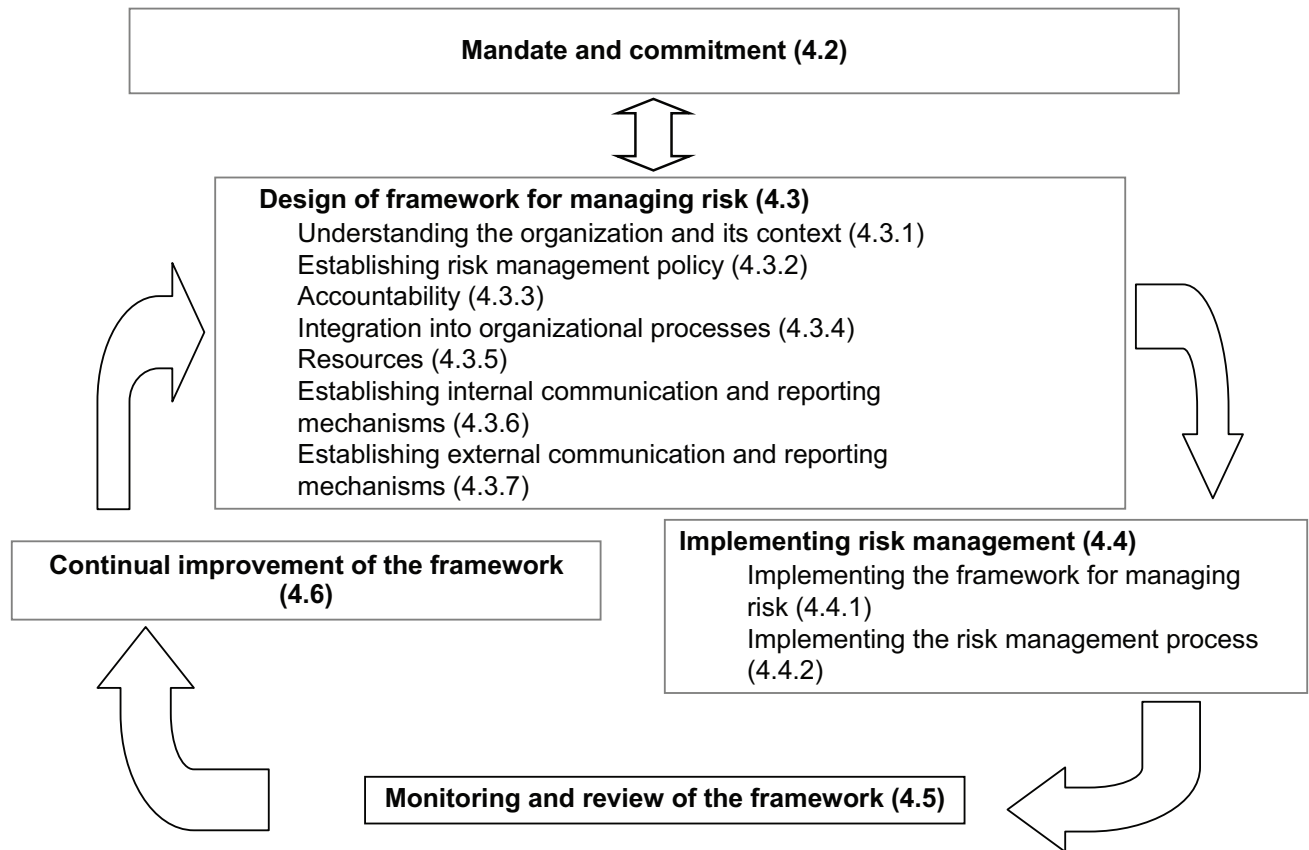 Mandate and commitment (4.2)
Design of framework for managing risk (4.3)
Understanding the organization and its context (4.3.1)
Establishing risk management policy (4.3.2)
Accountability (4.3.3)
Integration into organizational processes (4.3.4)
Resources (4.3.5)
Establishing internal communication and reporting
mechanisms (4.3.6)
Establishing external communication and reporting
mechanisms (4.3.7)
Implementing risk management (4.4)
Implementing the framework for managing
risk (4.4.1)
Implementing the risk management process
(4.4.2)
Continual improvement of the framework
(4.6)
Monitoring and review of the framework (4.5)